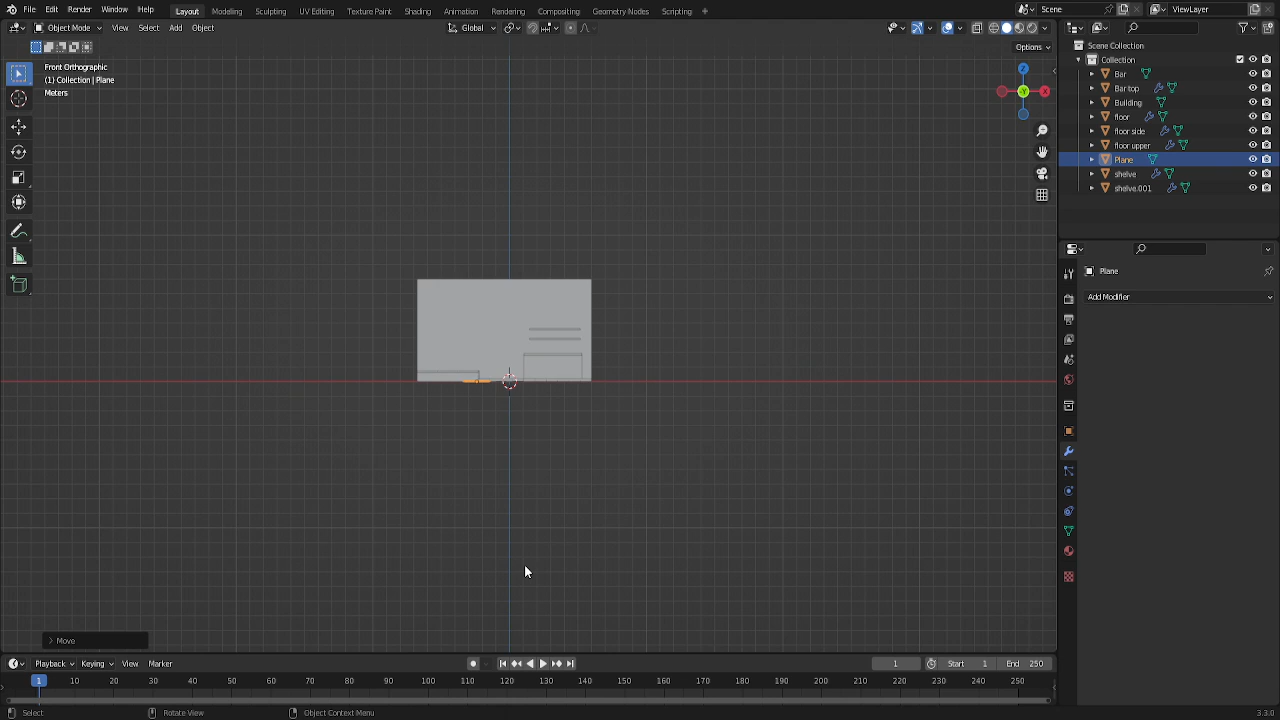 File Edit Render Window Help Layout Modeling Sculpting UV Editing Texture Paint Shading Animation Rendering Compositing Geometry Nodes Scripting + Scene ViewLayer
Object Mode View Select Add Object Global
Options
Front Orthographic
(1) Collection | Plane
Meters
Z
X
-Y
Scene Collection
Collection
Bar
Bar top
Building
floor
floor side
floor upper
Plane
shelve
shelve.001
Plane
Add Modifier
Move
Playback Keying View Marker 1 Start 1 End 250
1 10 20 30 40 50 60 70 80 90 100 110 120 130 140 150 160 170 180 190 200 210 220 230 240 250
Select Rotate View Object Context Menu 3.3.0